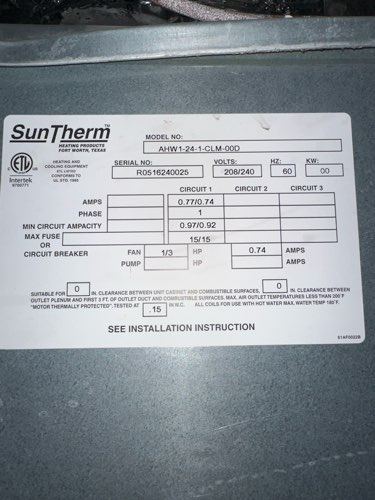 SunTherm™
HEATING PRODUCTS
FORT WORTH, TEXAS
MODEL NO:
AHW1-24-1-CLM-00D
ETL LISTED
Intertek
9700771
HEATING AND
COOLING EQUIPMENT
ETL LISTED
CONFORMS TO
UL STD. 1995
SERIAL NO: VOLTS: HZ: KW:
R0516240025 208/240 60 00
CIRCUIT 1 CIRCUIT 2 CIRCUIT 3
AMPS 0.77/0.74
PHASE 1
MIN CIRCUIT AMPACITY 0.97/0.92
MAX FUSE
OR
CIRCUIT BREAKER
15/15
FAN 1/3 HP 0.74 AMPS
PUMP HP AMPS
SUITABLE FOR 0 IN. CLEARANCE BETWEEN UNIT CABINET AND COMBUSTIBLE SURFACES, 0 IN. CLEARANCE BETWEEN
OUTLET PLENUM AND FIRST 3 FT. OF OUTLET DUCT AND COMBUSTIBLE SURFACES. MAX. AIR OUTLET TEMPERATURES LESS THAN 200°F
"MOTOR THERMALLY PROTECTED". TESTED AT .15 IN W.C. ALL COILS FOR USE WITH HOT WATER MAX. WATER TEMP 180°F.
SEE INSTALLATION INSTRUCTION